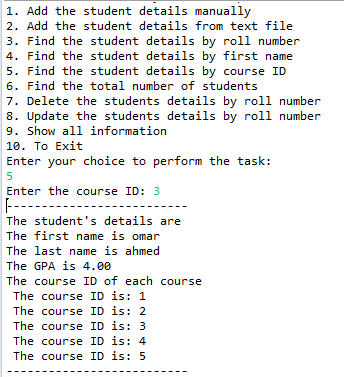 1. Add the student details manually
2. Add the student details from text file
3. Find the student details by roll number
4. Find the student details by first name
5. Find the student details by course ID
6. Find the total number of students
7. Delete the students details by roll number
8. Update the students details by roll number
9. Show all information
10. To Exit
Enter your choice to perform the task:
5
Enter the course ID: 3
--------------------------
The student's details are
The first name is omar
The last name is ahmed
The GPA is 4.00
The course ID of each course
 The course ID is: 1
 The course ID is: 2
 The course ID is: 3
 The course ID is: 4
 The course ID is: 5
--------------------------